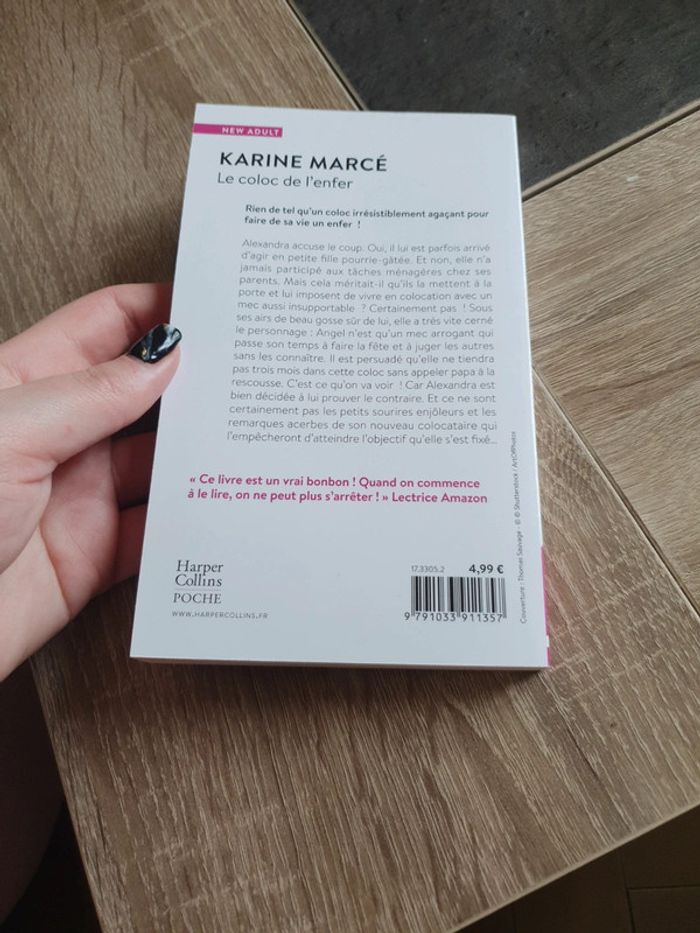 NEW ADULT
KARINE MARCÉ
Le coloc de l'enfer
Rien de tel qu'un coloc irrésistiblement agaçant pour
faire de sa vie un enfer !
Alexandra accuse le coup. Oui, il lui est parfois arrivé
d'agir en petite fille pourrie-gâtée. Et non, elle n'a
jamais participé aux tâches ménagères chez ses
parents. Mais cela méritait-il qu'ils la mettent à la
porte et lui imposent de vivre en colocation avec un
mec aussi insupportable ? Certainement pas ! Sous
ses airs de beau gosse sûr de lui, elle a très vite cerné
le personnage : Angel n'est qu'un mec arrogant qui
passe son temps à faire la fête et à juger les autres
sans les connaître. Il est persuadé qu'elle ne tiendra
pas trois mois dans cette coloc sans appeler papa à la
rescousse. C'est ce qu'on va voir ! Car Alexandra est
bien décidée à lui prouver le contraire. Et ce ne sont
certainement pas les petits sourires enjôleurs et les
remarques acerbes de son nouveau colocataire qui
l'empêcheront d'atteindre l'objectif qu'elle s'est fixé...
« Ce livre est un vrai bonbon ! Quand on commence
à le lire, on ne peut plus s'arrêter ! » Lectrice Amazon
Harper
Collins
POCHE
WWW.HARPERCOLLINS.FR
17.3305.2 4,99 €
9 791033 911357
Couverture : Thomas Sauvage - © © Shutterstock / ArtOfPhotos